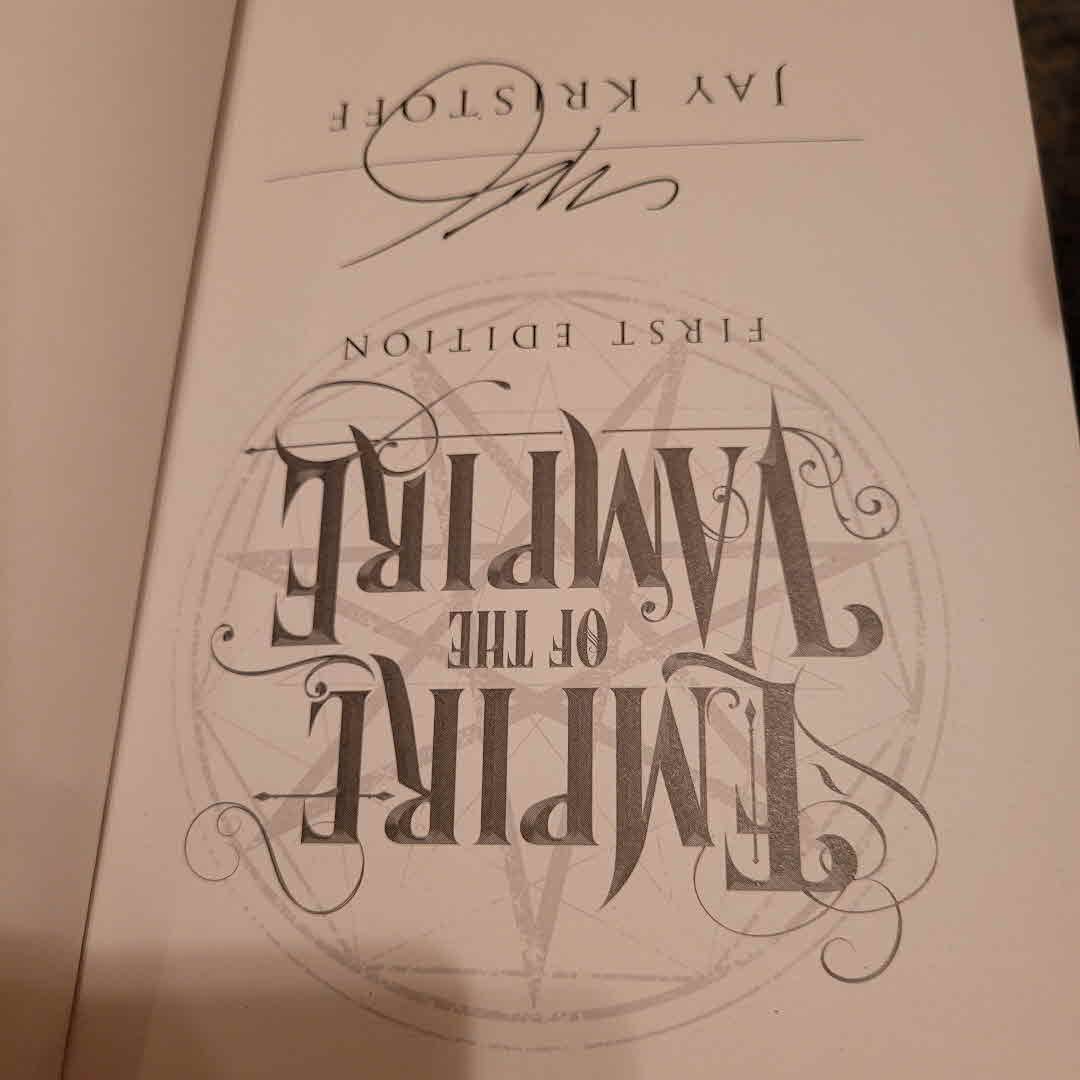 EMPIRE
OF THE
VAMPIRE
FIRST EDITION
JAY KRISTOFF